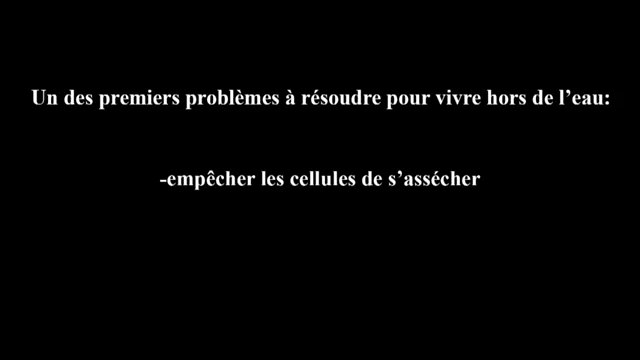 Un des premiers problèmes à résoudre pour vivre hors de l’eau:
-empêcher les cellules de s’assécher